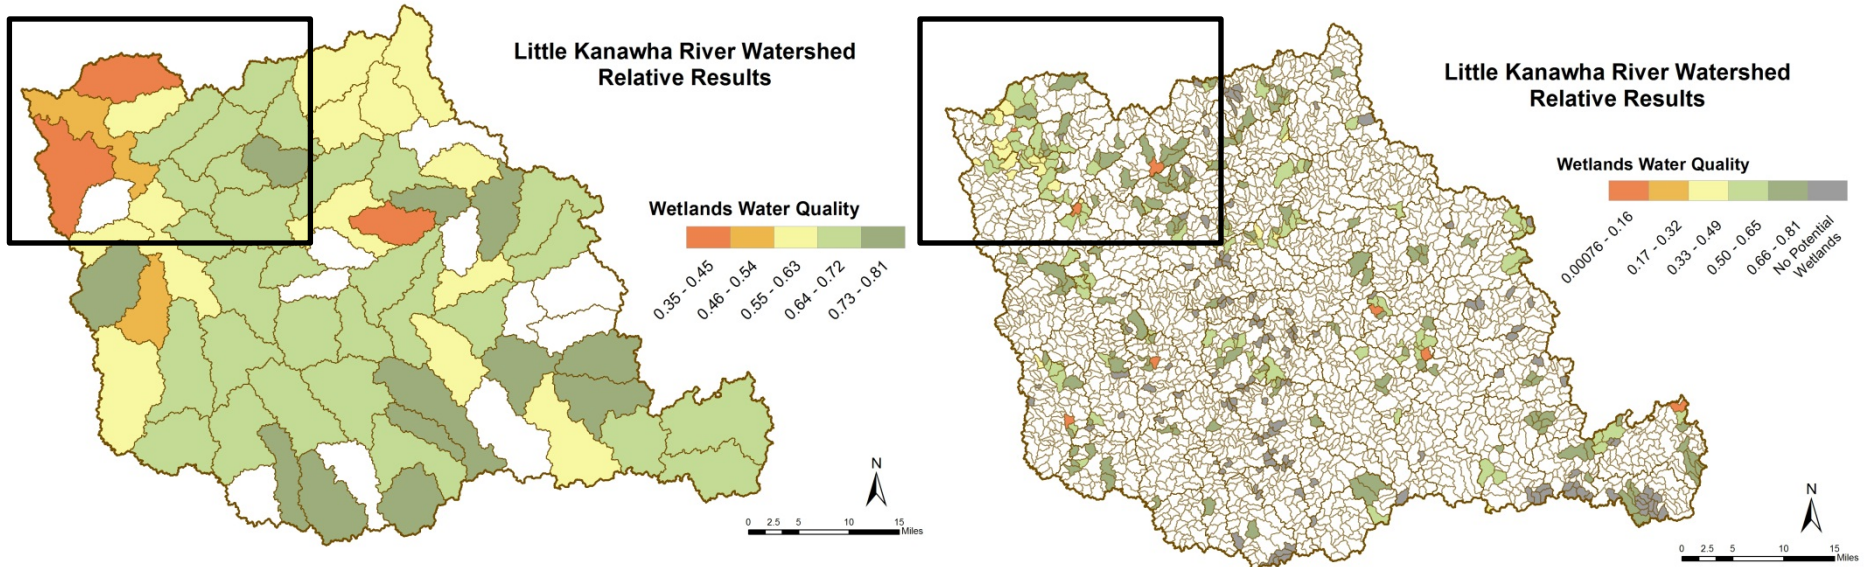 Little Kanawha River Watershed
Relative Results
Wetlands Water Quality
0.35 - 0.45
0.46 - 0.54
0.55 - 0.63
0.64 - 0.72
0.73 - 0.81
N
0 2.5 5 10 15
Miles
Little Kanawha River Watershed
Relative Results
Wetlands Water Quality
0.00076 - 0.16
0.17 - 0.32
0.33 - 0.49
0.50 - 0.65
0.66 - 0.81
No Potential
Wetlands
N
0 2.5 5 10 15
Miles